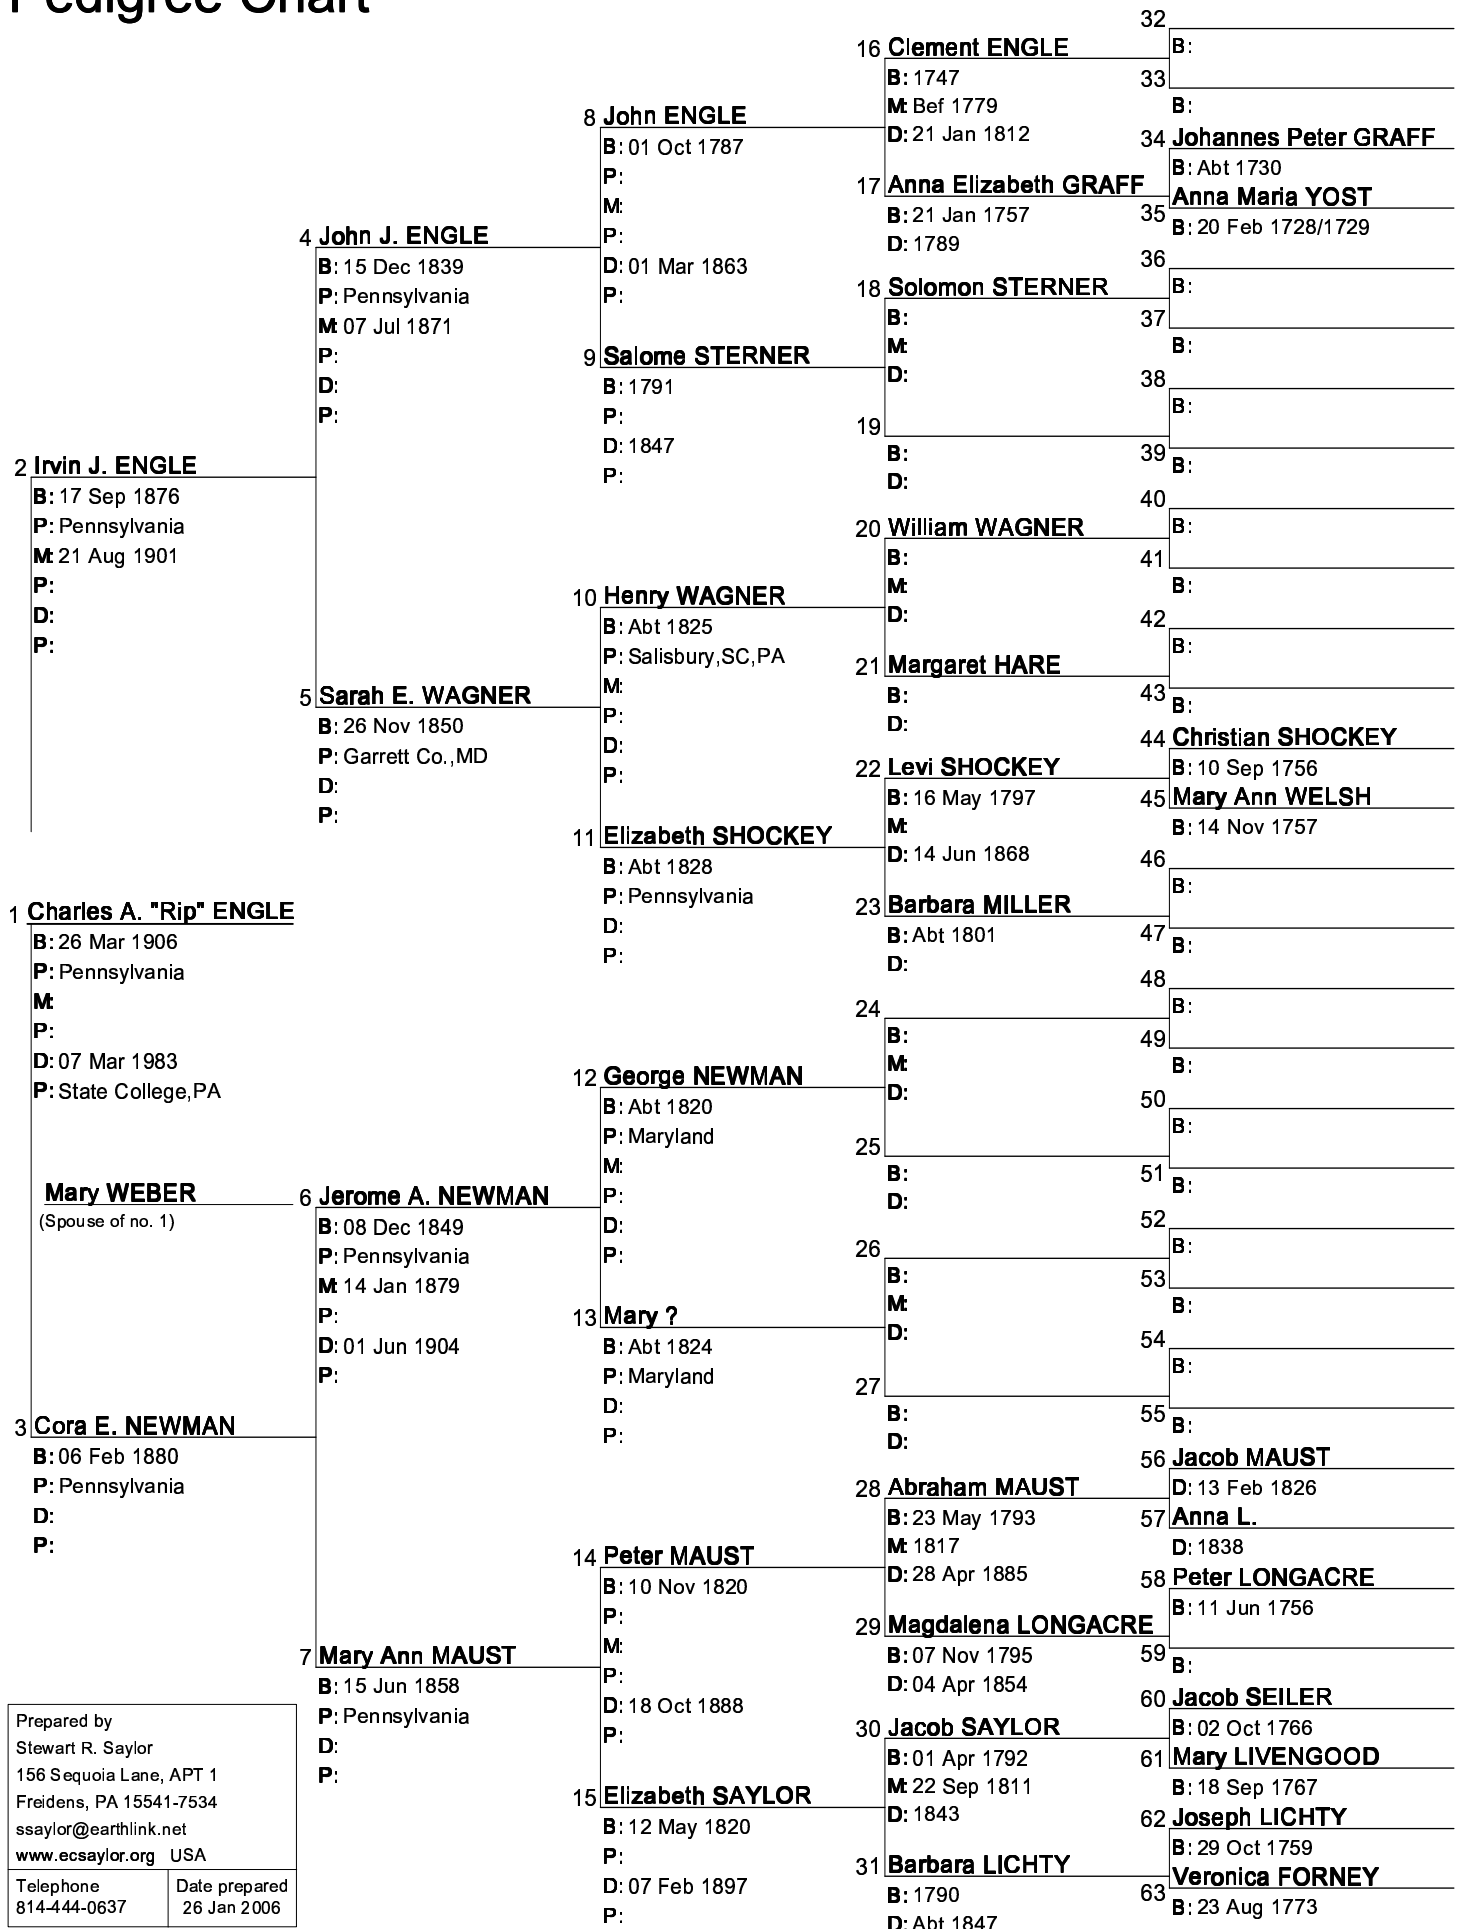 Pedigree Chart
2 Irvin J. ENGLE
B: 17 Sep 1876
P: Pennsylvania
M: 21 Aug 1901
P:
D:
P:
1 Charles A. "Rip" ENGLE
B: 26 Mar 1906
P: Pennsylvania
M:
P:
D: 07 Mar 1983
P: State College,PA
Mary WEBER
(Spouse of no. 1)
3 Cora E. NEWMAN
B: 06 Feb 1880
P: Pennsylvania
D:
P:
4 John J. ENGLE
B: 15 Dec 1839
P: Pennsylvania
M: 07 Jul 1871
P:
D:
P:
5 Sarah E. WAGNER
B: 26 Nov 1850
P: Garrett Co.,MD
D:
P:
6 Jerome A. NEWMAN
B: 08 Dec 1849
P: Pennsylvania
M: 14 Jan 1879
P:
D: 01 Jun 1904
P:
7 Mary Ann MAUST
B: 15 Jun 1858
P: Pennsylvania
D:
P:
8 John ENGLE
B: 01 Oct 1787
P:
M:
P:
D: 01 Mar 1863
P:
9 Salome STERNER
B: 1791
P:
D: 1847
P:
10 Henry WAGNER
B: Abt 1825
P: Salisbury,SC,PA
M:
P:
D:
P:
11 Elizabeth SHOCKEY
B: Abt 1828
P: Pennsylvania
D:
P:
12 George NEWMAN
B: Abt 1820
P: Maryland
M:
P:
D:
P:
13 Mary ?
B: Abt 1824
P: Maryland
D:
P:
14 Peter MAUST
B: 10 Nov 1820
P:
M:
P:
D: 18 Oct 1888
P:
15 Elizabeth SAYLOR
B: 12 May 1820
P:
D: 07 Feb 1897
P:
16 Clement ENGLE
B: 1747
M: Bef 1779
D: 21 Jan 1812
17 Anna Elizabeth GRAFF
B: 21 Jan 1757
D: 1789
18 Solomon STERNER
B:
M:
D:
19
B:
D:
20 William WAGNER
B:
M:
D:
21 Margaret HARE
B:
D:
22 Levi SHOCKEY
B: 16 May 1797
M:
D: 14 Jun 1868
23 Barbara MILLER
B: Abt 1801
D:
24
B:
M:
D:
25
B:
D:
26
B:
M:
D:
27
B:
D:
28 Abraham MAUST
B: 23 May 1793
M: 1817
D: 28 Apr 1885
29 Magdalena LONGACRE
B: 07 Nov 1795
D: 04 Apr 1854
30 Jacob SAYLOR
B: 01 Apr 1792
M: 22 Sep 1811
D: 1843
31 Barbara LICHTY
B: 1790
D: Abt 1847
32
B:
33
B:
34 Johannes Peter GRAFF
B: Abt 1730
35 Anna Maria YOST
B: 20 Feb 1728/1729
36
B:
37
B:
38
B:
39
B:
40
B:
41
B:
42
B:
43
B:
44 Christian SHOCKEY
B: 10 Sep 1756
45 Mary Ann WELSH
B: 14 Nov 1757
46
B:
47
B:
48
B:
49
B:
50
B:
51
B:
52
B:
53
B:
54
B:
55
B:
56 Jacob MAUST
D: 13 Feb 1826
57 Anna L.
D: 1838
58 Peter LONGACRE
B: 11 Jun 1756
59
B:
60 Jacob SEILER
B: 02 Oct 1766
61 Mary LIVENGOOD
B: 18 Sep 1767
62 Joseph LICHTY
B: 29 Oct 1759
63 Veronica FORNEY
B: 23 Aug 1773
Prepared by
Stewart R. Saylor
156 Sequoia Lane, APT 1
Freidens, PA 15541-7534
ssaylor@earthlink.net
www.ecsaylor.org USA
Telephone
814-444-0637
Date prepared
26 Jan 2006